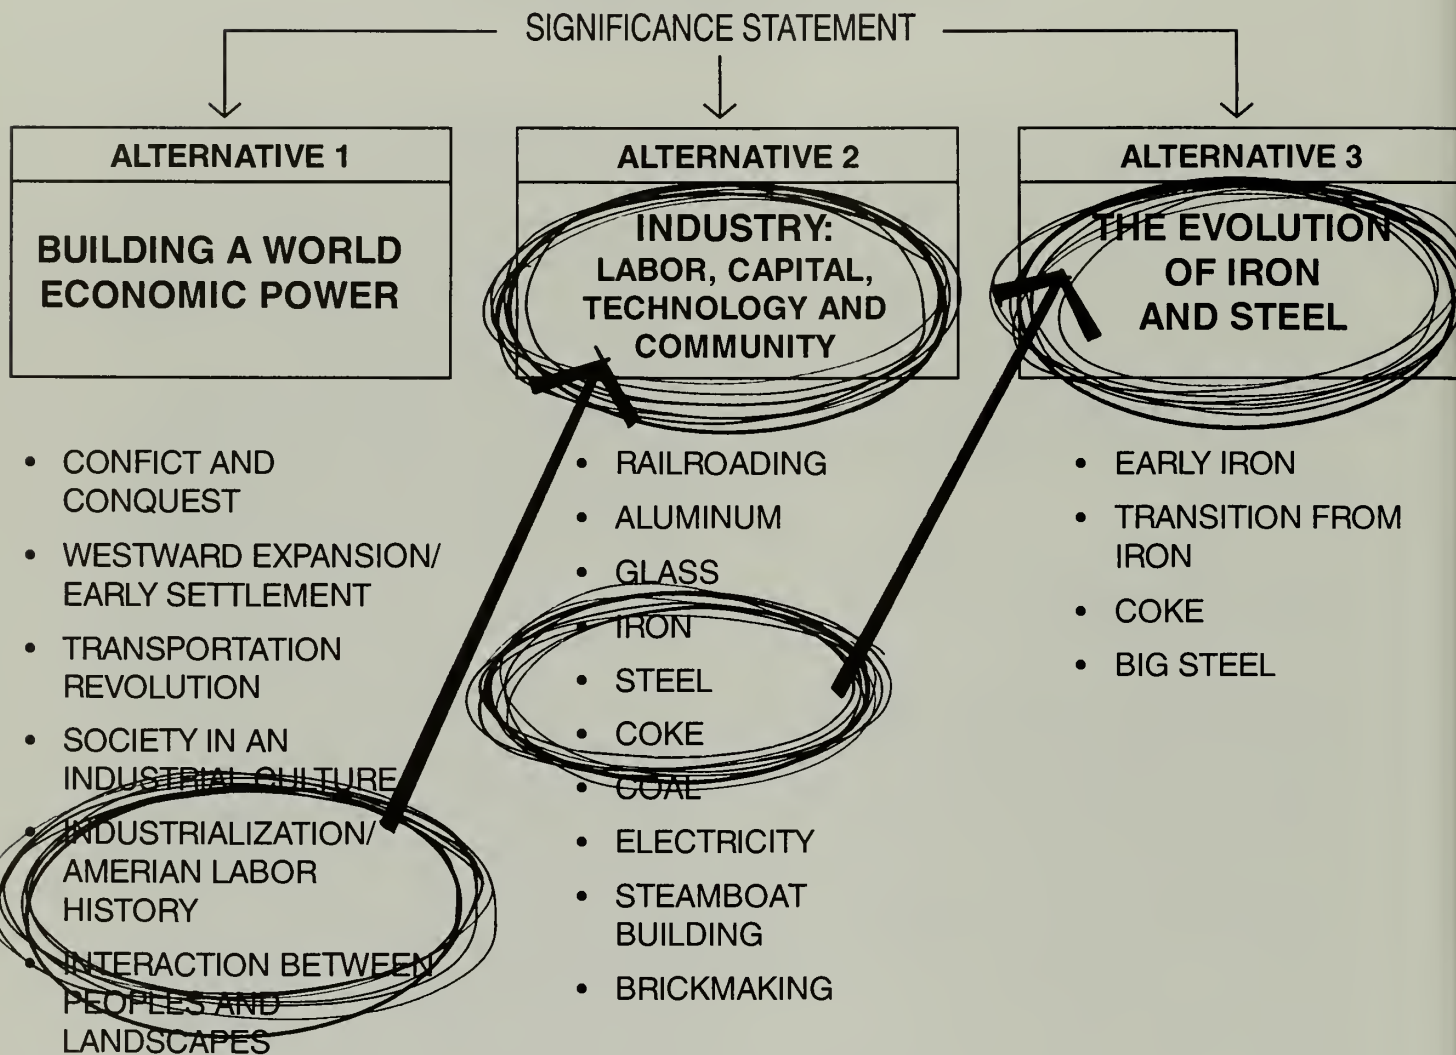 SIGNIFICANCE STATEMENT
ALTERNATIVE 1
BUILDING A WORLD
ECONOMIC POWER
• CONFICT AND
CONQUEST
• WESTWARD EXPANSION/
EARLY SETTLEMENT
• TRANSPORTATION
REVOLUTION
• SOCIETY IN AN
INDUSTRIAL CULTURE
• INDUSTRIALIZATION/
AMERIAN LABOR
HISTORY
• INTERACTION BETWEEN
PEOPLES AND
LANDSCAPES
ALTERNATIVE 2
INDUSTRY:
LABOR, CAPITAL,
TECHNOLOGY AND
COMMUNITY
• RAILROADING
• ALUMINUM
• GLASS
• IRON
• STEEL
• COKE
• COAL
• ELECTRICITY
• STEAMBOAT
BUILDING
• BRICKMAKING
ALTERNATIVE 3
THE EVOLUTION
OF IRON
AND STEEL
• EARLY IRON
• TRANSITION FROM
IRON
• COKE
• BIG STEEL